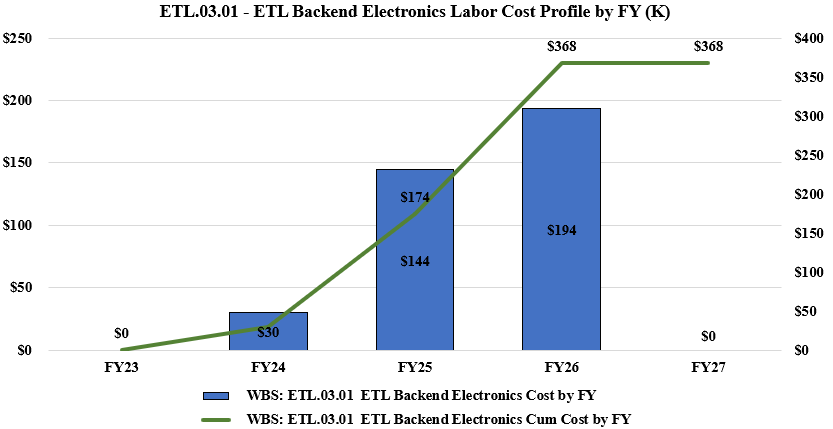 ETL.03.01 - ETL Backend Electronics Labor Cost Profile by FY (K)
$250
$200
$150
$100
$50
$0
$400
$350
$300
$250
$200
$150
$100
$50
$0
$0
$30
$174
$144
$368
$194
$368
$0
FY23
FY24
FY25
FY26
FY27
WBS: ETL.03.01 ETL Backend Electronics Cost by FY
WBS: ETL.03.01 ETL Backend Electronics Cum Cost by FY